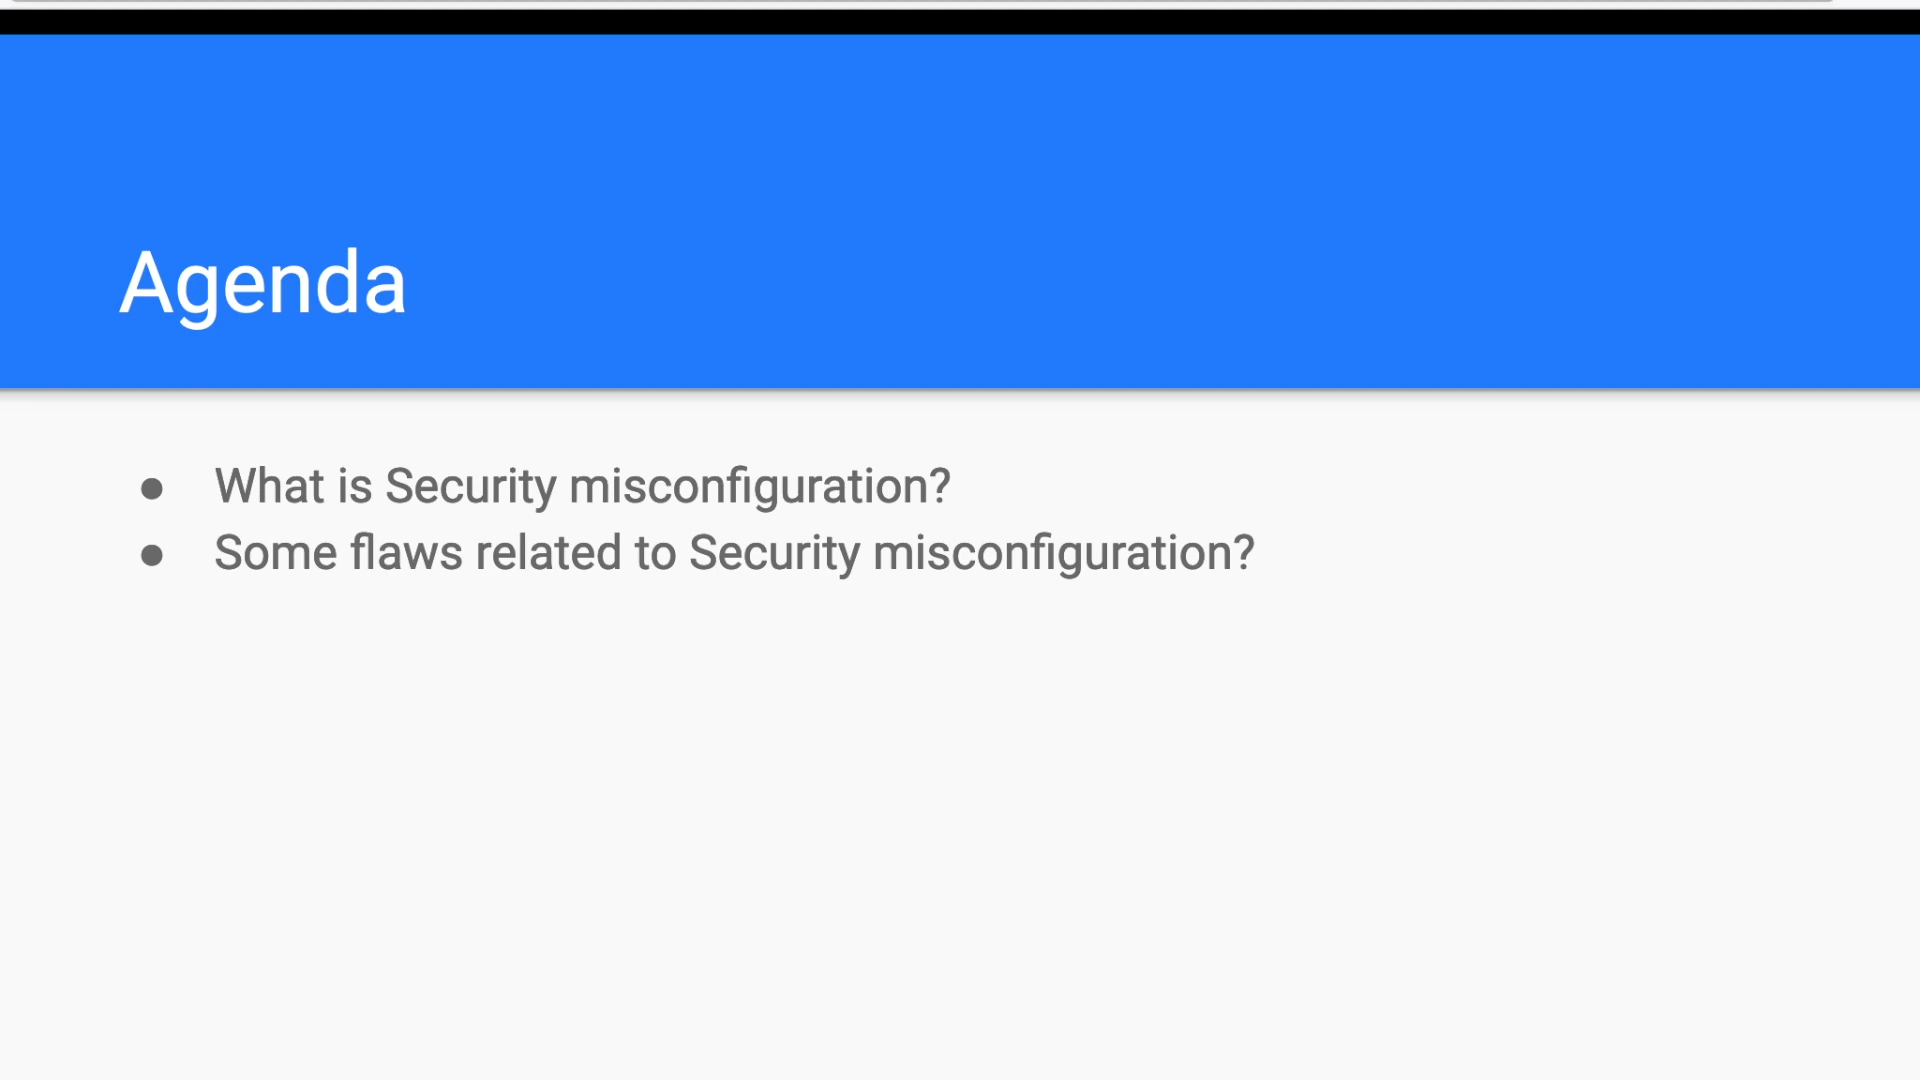 Agenda
● What is Security misconfiguration?
● Some flaws related to Security misconfiguration?